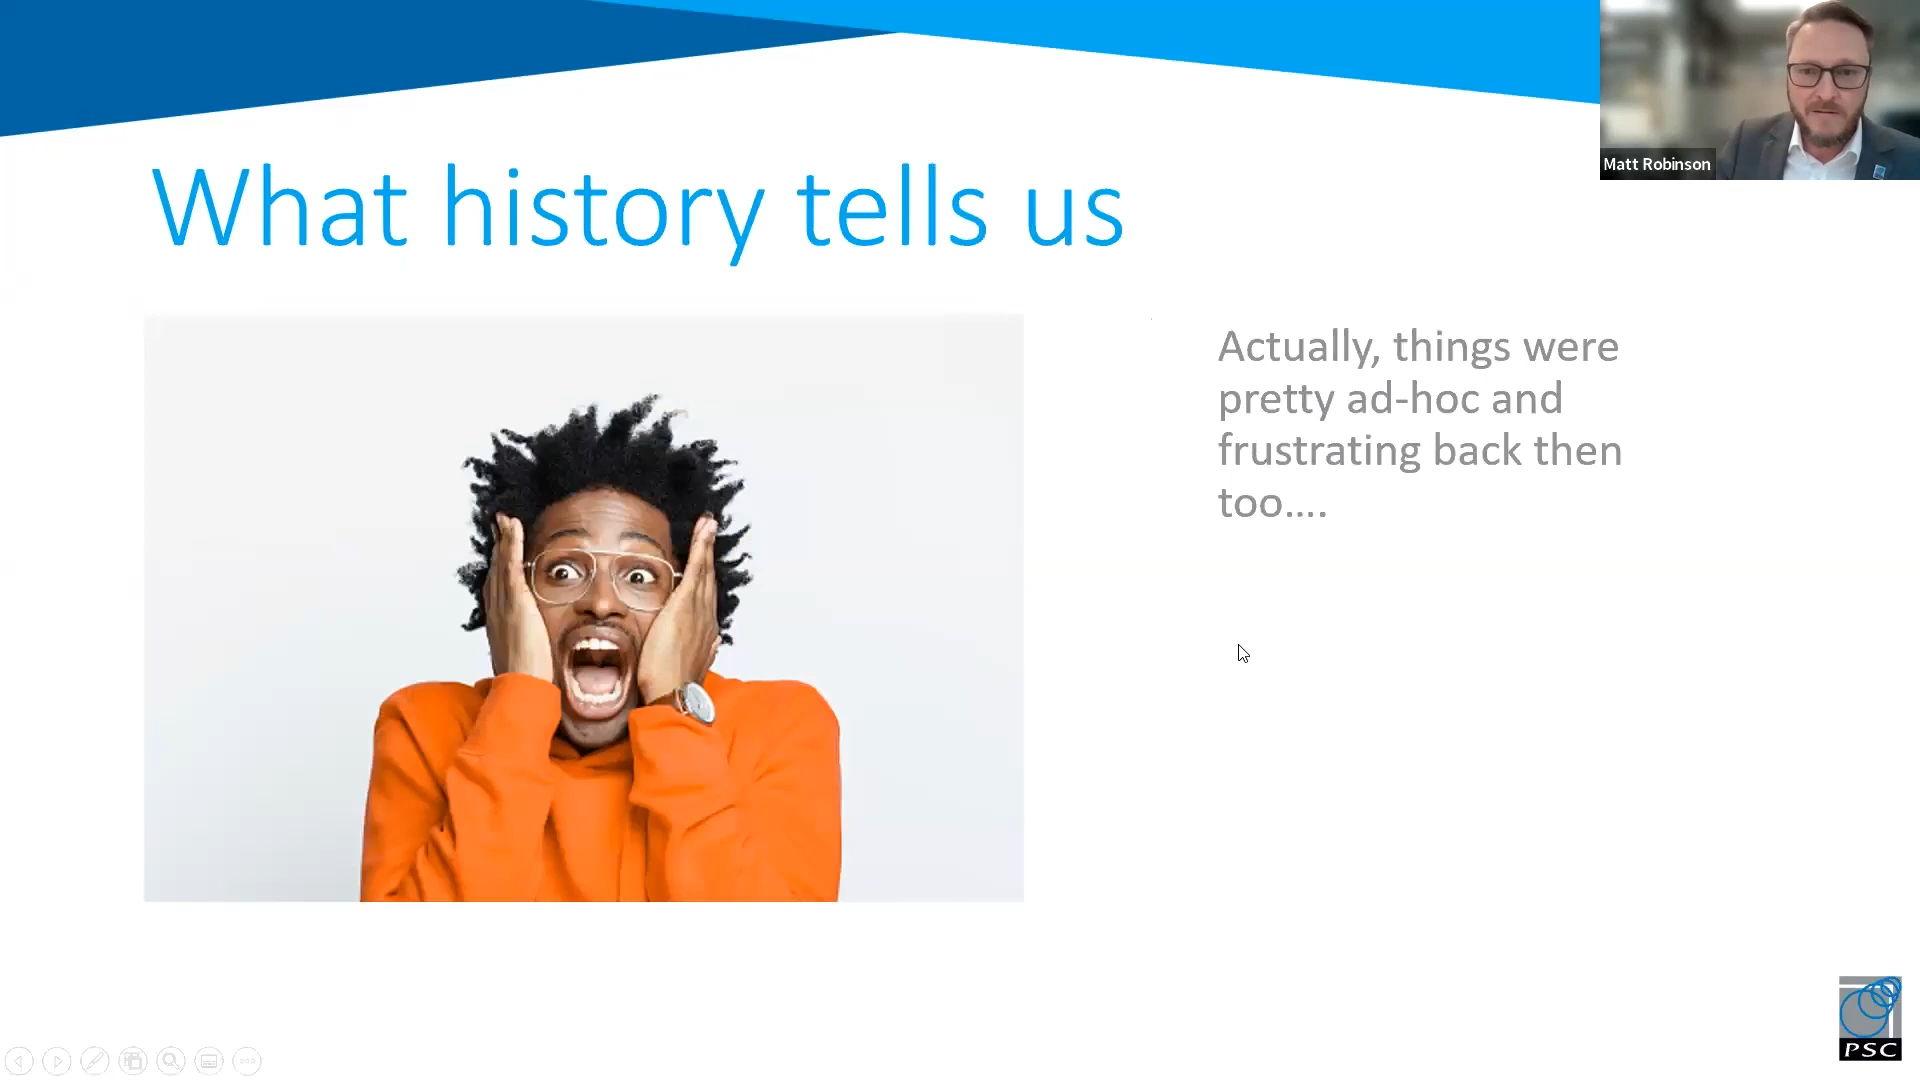 Matt Robinson
What history tells us
Actually, things were
pretty ad-hoc and
frustrating back then
too....
PSC